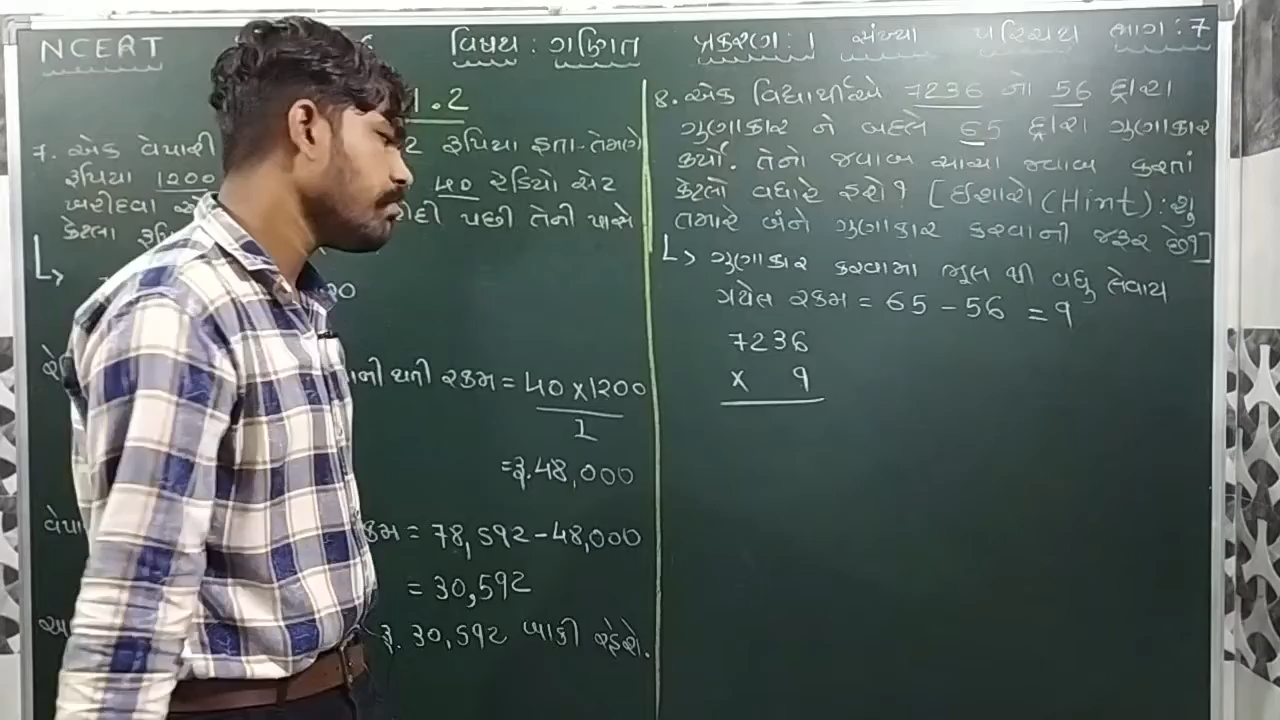 NCERT વિષય : ગણિત પ્રકરણ : 1 સંખ્યા પરિચય ભાગ : 7
1.2
7. એક વેપારી રૂપિયા હતા. તેમણે
રૂપિયા 1200 40 રેડિયો સેટ
ખરીદવા પછી તેની પાસે
કેટલા
રકમ = 40 x 1200
1
= રૂ. 48,000
= 78,592 - 48,000
= 30,592
રૂ. 30,592 બાકી રહેશે.
8. એક વિદ્યાર્થીએ 7236 ને 56 દ્વારા
ગુણાકાર ને બદલે 65 દ્વારા ગુણાકાર
કર્યો. તેનો જવાબ સાચા જવાબ કરતાં
કેટલો વધારે હશે? [ઈશારો (Hint) : શું
તમારે બંને ગુણાકાર કરવાની જરૂર છે?]
ગુણાકાર કરવામાં ભૂલ થી વધુ લેવાય
ગયેલ રકમ = 65 - 56 = 9
7236
x 9